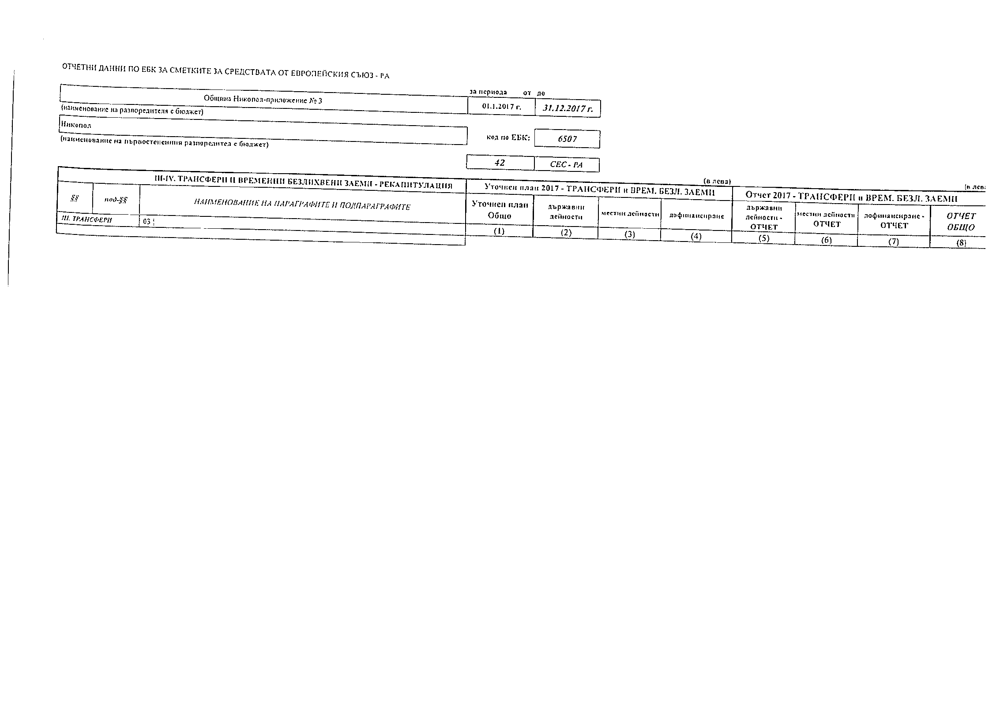 ОТЧЕТНИ ДАННИ ПО ЕБК ЗА СМЕТКИТЕ ЗА СРЕДСТВАТА ОТ ЕВРОПЕЙСКИЯ СЪЮЗ - РА
за периода от до
Община Никопол-приложение № 3 01.1.2017 г. 31.12.2017 г.
(наименование на разпоредителя с бюджет)
Никопол
код по ЕБК: 6507
(наименование на първостепенния разпоредител с бюджет)
42 СЕС - РА
(в лева) (в лева
III-IV. ТРАНСФЕРИ И ВРЕМЕННИ БЕЗЛИХВЕНИ ЗАЕМИ - РЕКАПИТУЛАЦИЯ Уточнен план 2017 - ТРАНСФЕРИ и ВРЕМ. БЕЗЛ. ЗАЕМИ Отчет 2017 - ТРАНСФЕРИ и ВРЕМ. БЕЗЛ. ЗАЕМИ
§§ под-§§ НАИМЕНОВАНИЕ НА ПАРАГРАФИТЕ И ПОДПАРАГРАФИТЕ
Уточнен план
Общо
държавни
дейности
местни дейности
дофинансиране
държавни
дейности -
ОТЧЕТ
местни дейности
ОТЧЕТ
дофинансиране -
ОТЧЕТ
ОТЧЕТ
ОБЩО
III. ТРАНСФЕРИ 03 ¦
(1) (2) (3) (4) (5) (6) (7) (8)